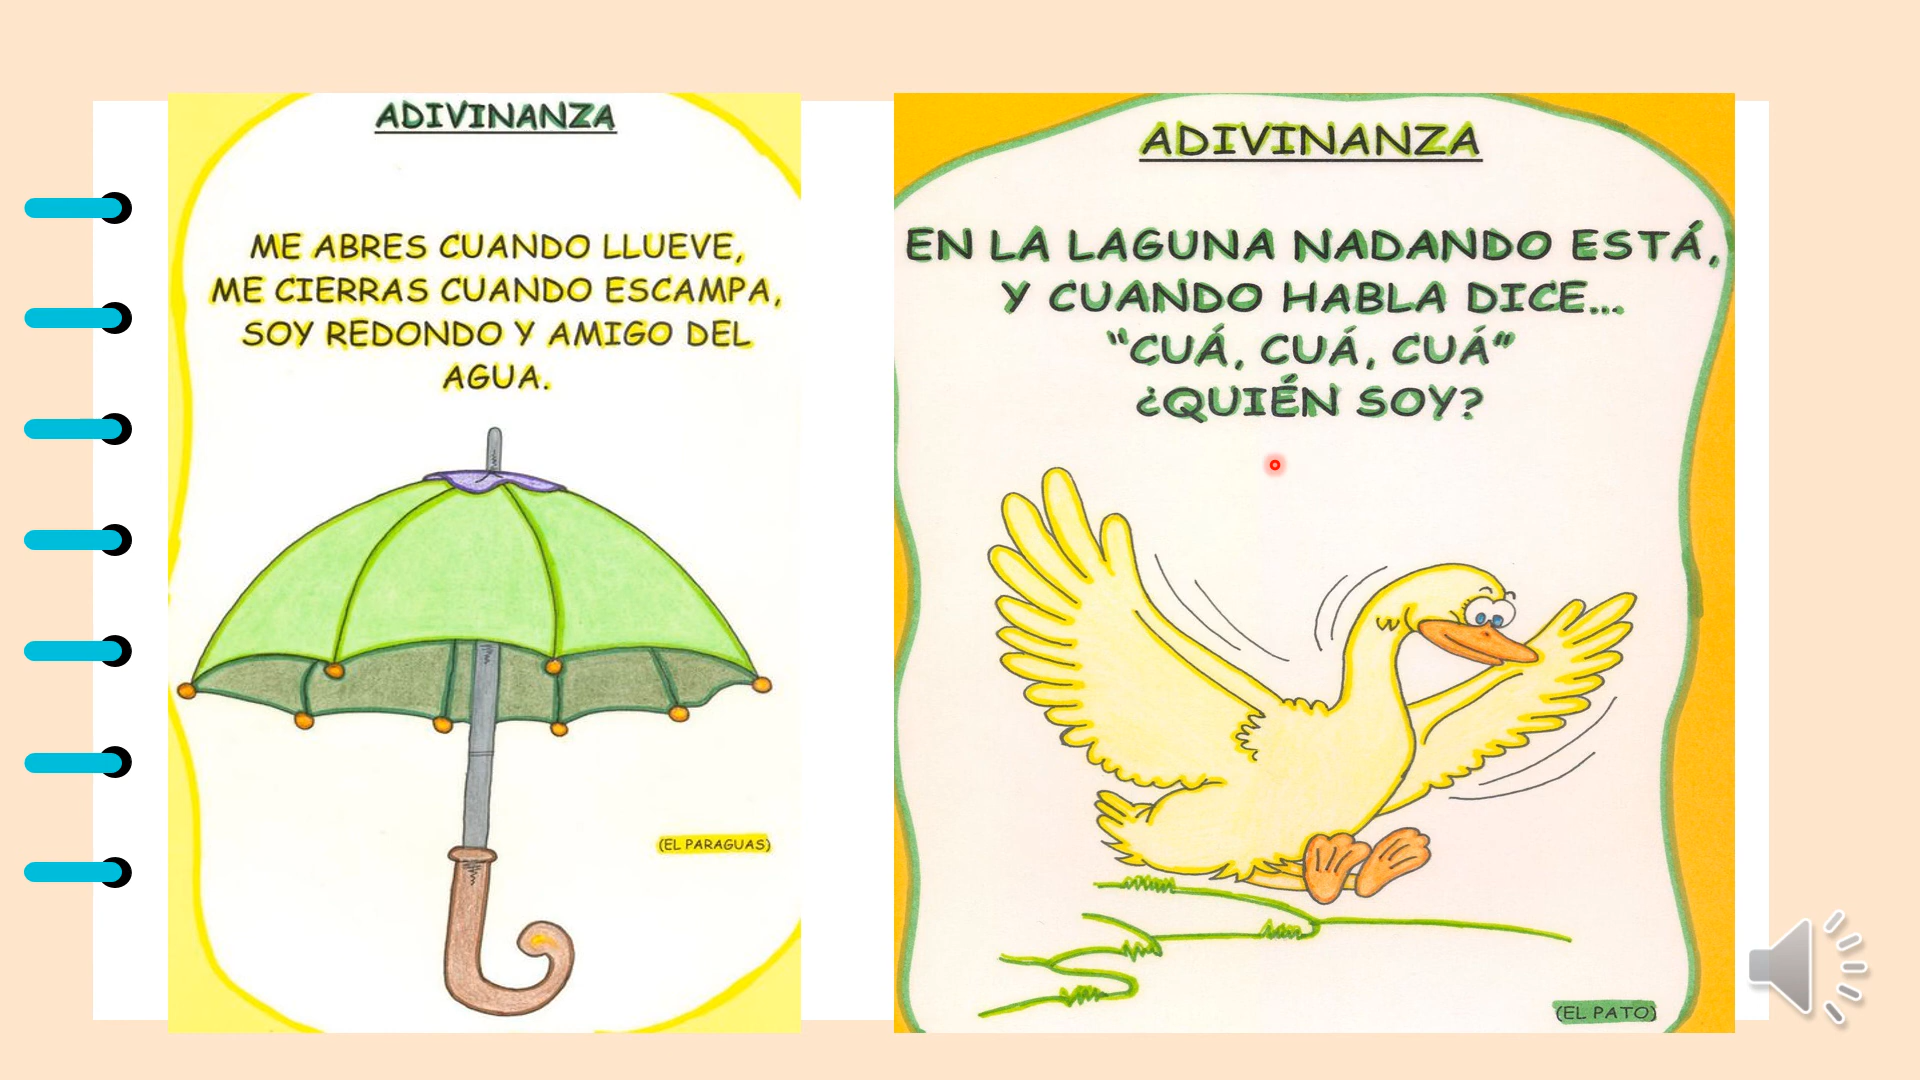 ADIVINANZA
ME ABRES CUANDO LLUEVE,
ME CIERRAS CUANDO ESCAMPA,
SOY REDONDO Y AMIGO DEL
AGUA.
(EL PARAGUAS)
ADIVINANZA
EN LA LAGUNA NADANDO ESTÁ,
Y CUANDO HABLA DICE...
“CUÁ, CUÁ, CUÁ”
¿QUIÉN SOY?
(EL PATO)